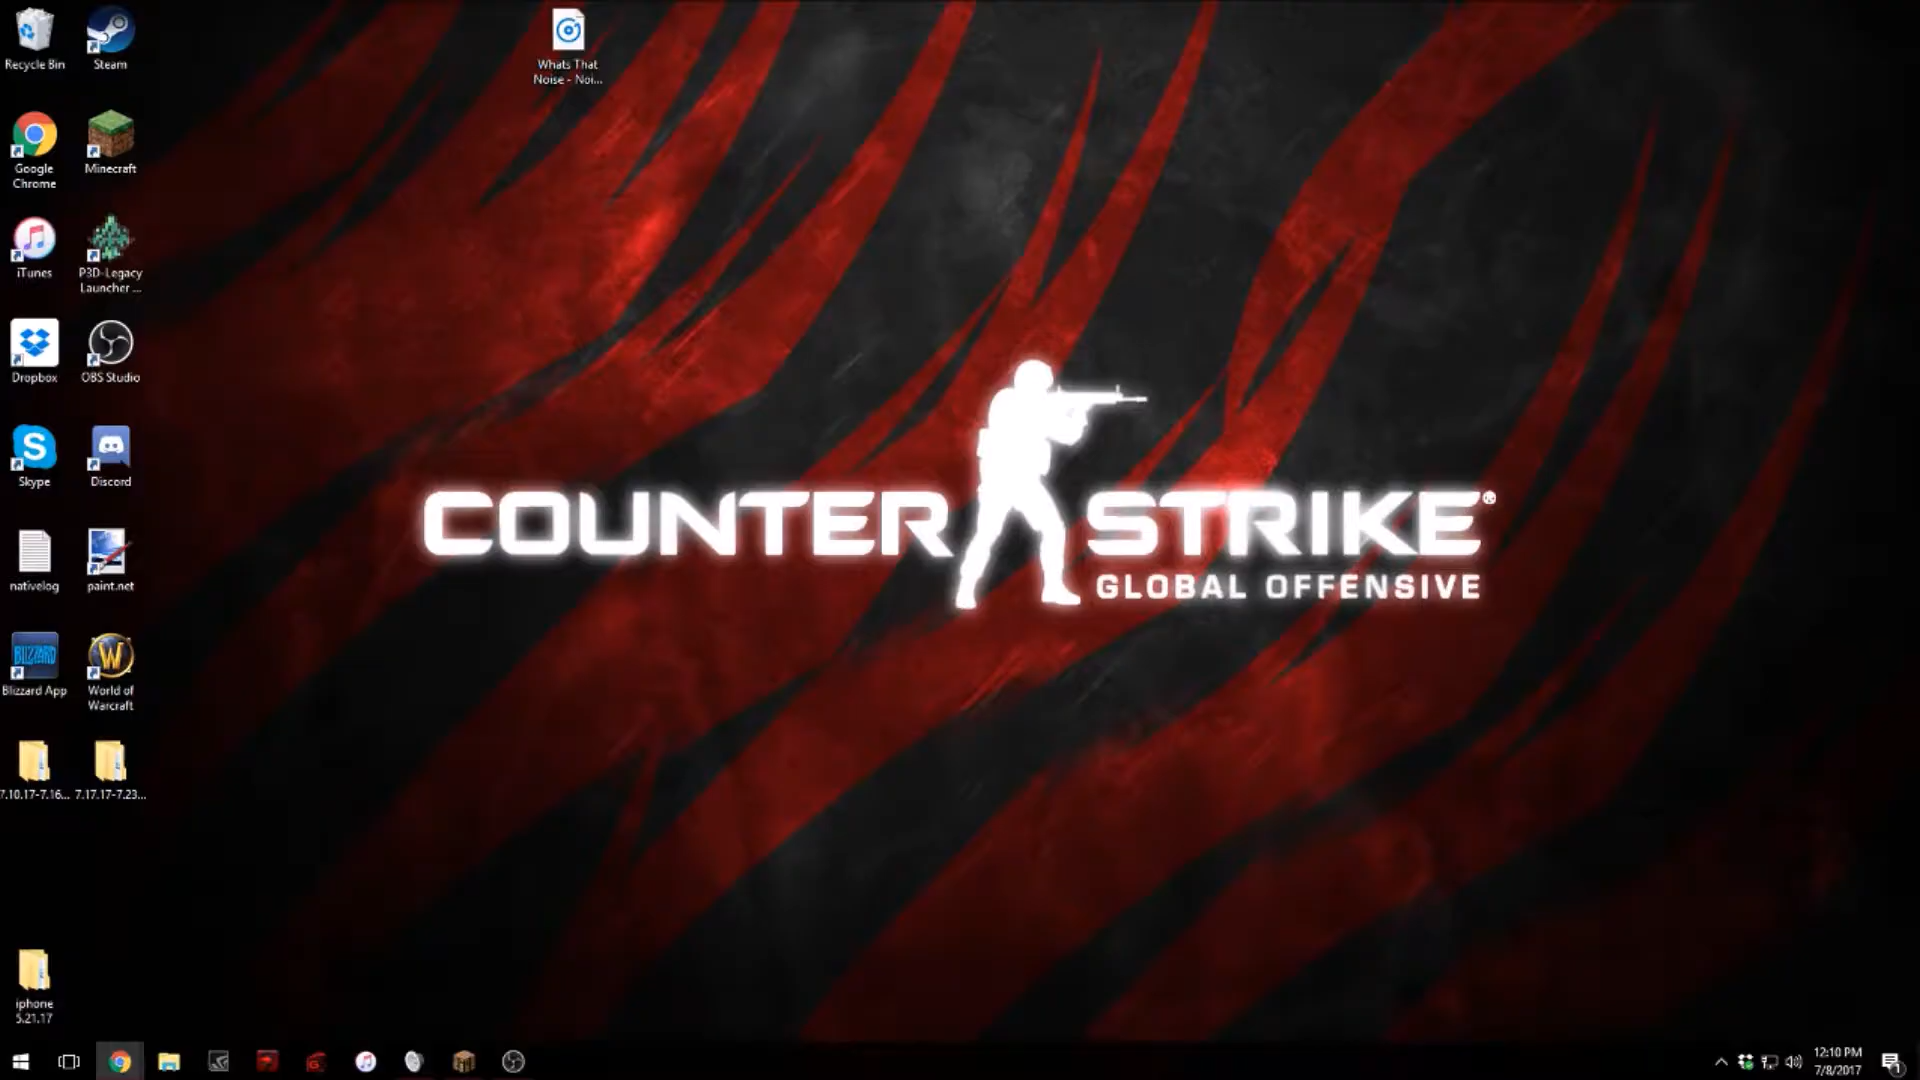 Recycle Bin
Steam
Whats That
Noise - Noi...
Google
Chrome
Minecraft
iTunes
P3D-Legacy
Launcher ...
Dropbox
OBS Studio
Skype
Discord
nativelog
paint.net
COUNTER STRIKE®
GLOBAL OFFENSIVE
BLIZZARD
Blizzard App
World of
Warcraft
7.10.17-7.16...
7.17.17-7.23...
iphone
5.21.17
12:10 PM
7/8/2017
1